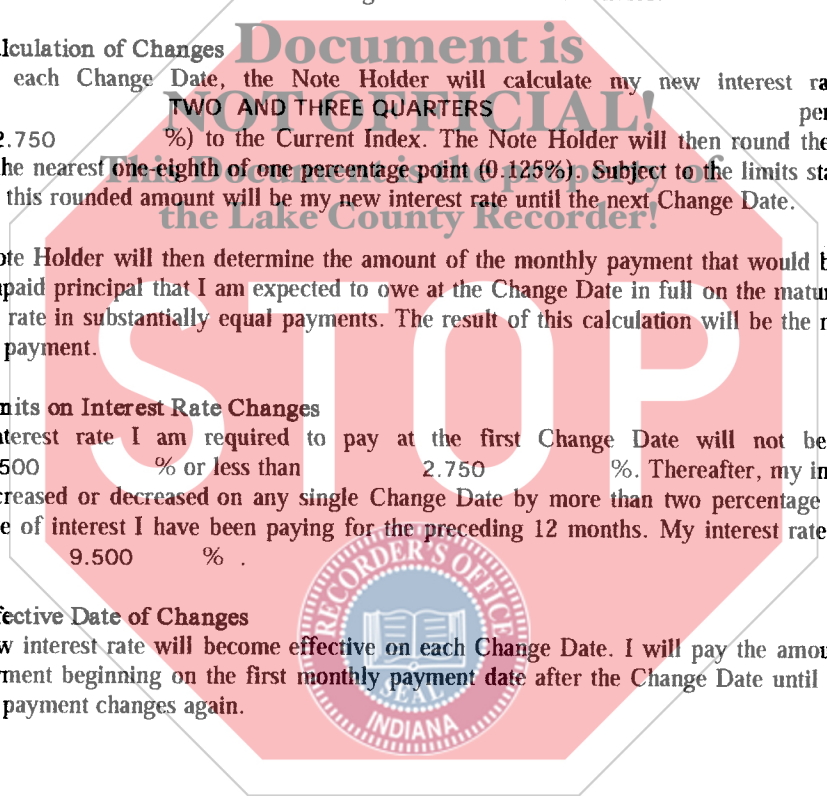 lculation of Changes
each Change Date, the Note Holder will calculate my new interest ra
TWO AND THREE QUARTERS per
2.750 %) to the Current Index. The Note Holder will then round the
he nearest one-eighth of one percentage point (0.125%). Subject to the limits sta
this rounded amount will be my new interest rate until the next Change Date.
ote Holder will then determine the amount of the monthly payment that would b
paid principal that I am expected to owe at the Change Date in full on the matur
rate in substantially equal payments. The result of this calculation will be the n
payment.
nits on Interest Rate Changes
terest rate I am required to pay at the first Change Date will not be
500 % or less than 2.750 %. Thereafter, my in
creased or decreased on any single Change Date by more than two percentage
e of interest I have been paying for the preceding 12 months. My interest rate
9.500 % .
fective Date of Changes
w interest rate will become effective on each Change Date. I will pay the amou
ment beginning on the first monthly payment date after the Change Date until
payment changes again.
Document is
NOT OFFICIAL!
This Document is the property of
the Lake County Recorder!
STOP
RECORDER'S OFFICE
SEAL
INDIANA